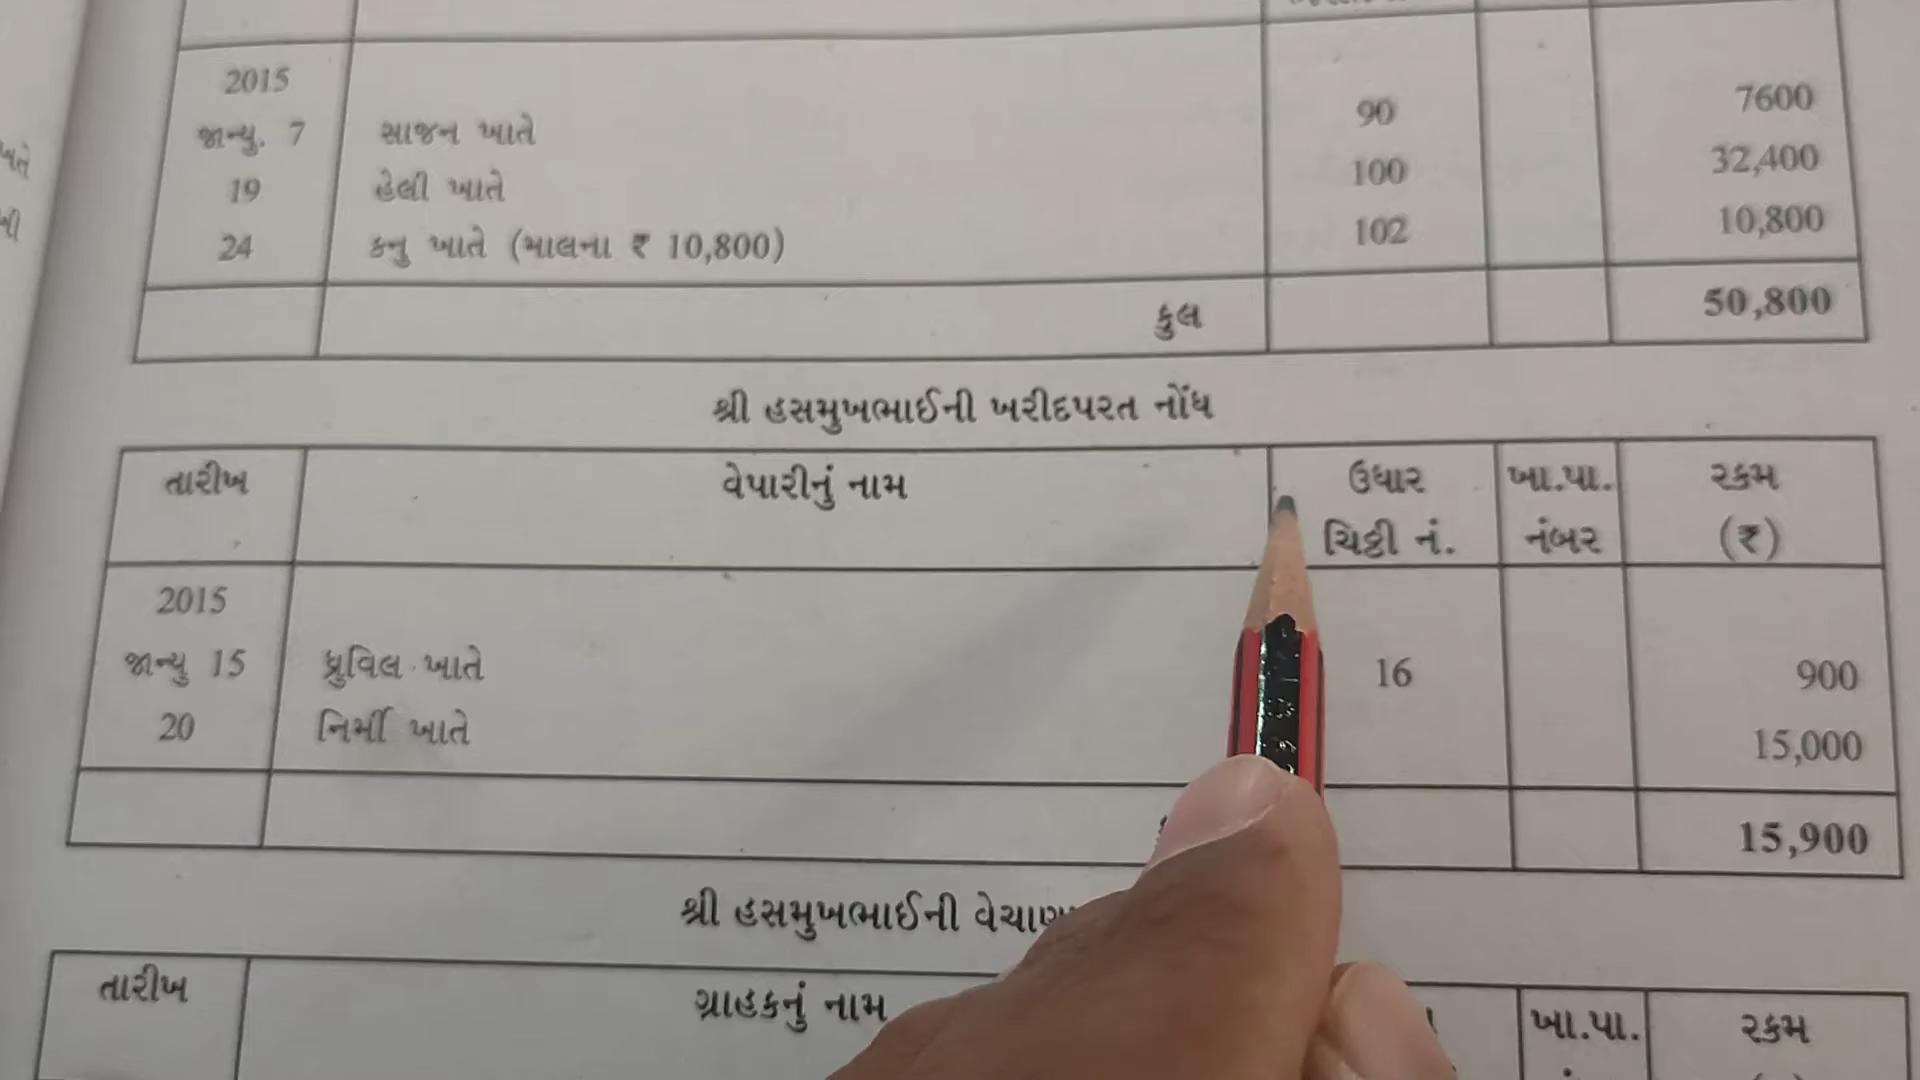 2015
જાન્યુ. 7 સાજન ખાતે 90 7600
19 હેલી ખાતે 100 32,400
24 કનુ ખાતે (માલના ₹ 10,800) 102 10,800
કુલ 50,800
શ્રી હસમુખભાઈની ખરીદપરત નોંધ
તારીખ વેપારીનું નામ ઉધાર ખા.પા. રકમ
ચિઠ્ઠી નં. નંબર (₹)
2015
જાન્યુ 15 ધ્રુવિલ ખાતે 16 900
20 નિર્મી ખાતે 15,000
15,900
શ્રી હસમુખભાઈની
તારીખ ગ્રાહકનું નામ ખા.પા. રકમ